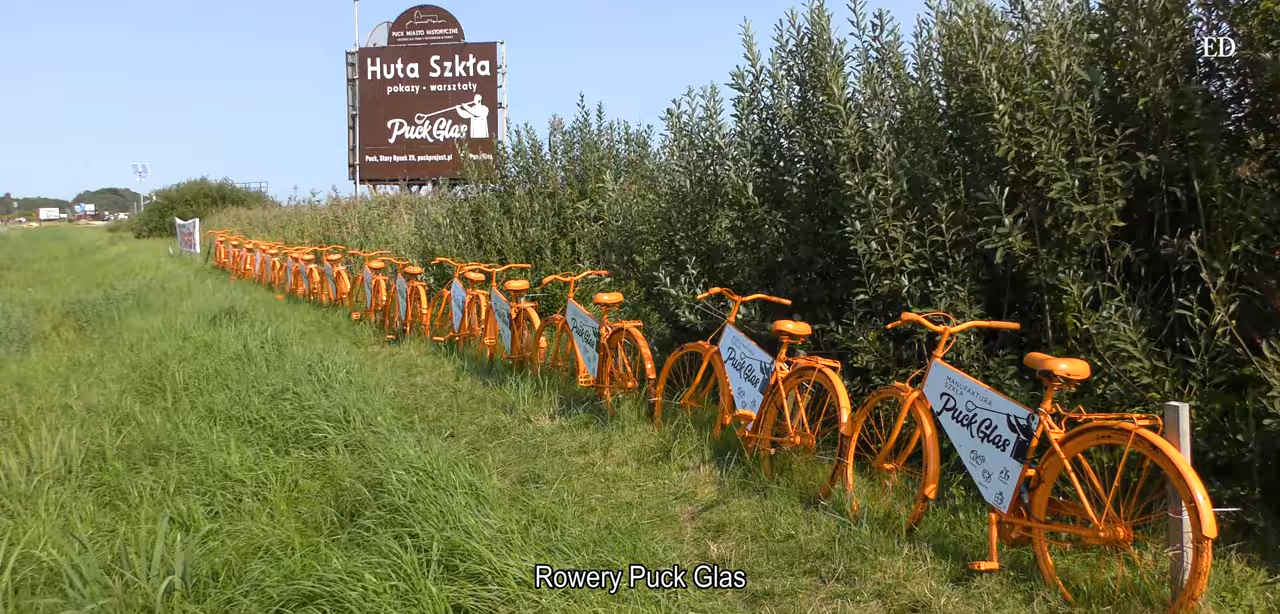 PUCK MIASTO HISTORYCZNE
Huta Szkła
pokazy • warsztaty
Puck Glas
Puck, Stary Rynek 25, puckproject.pl
ED
Puck Glas
Puck Glas
MANUFAKTURA
SZKŁA
Puck Glas
Rowery Puck Glas